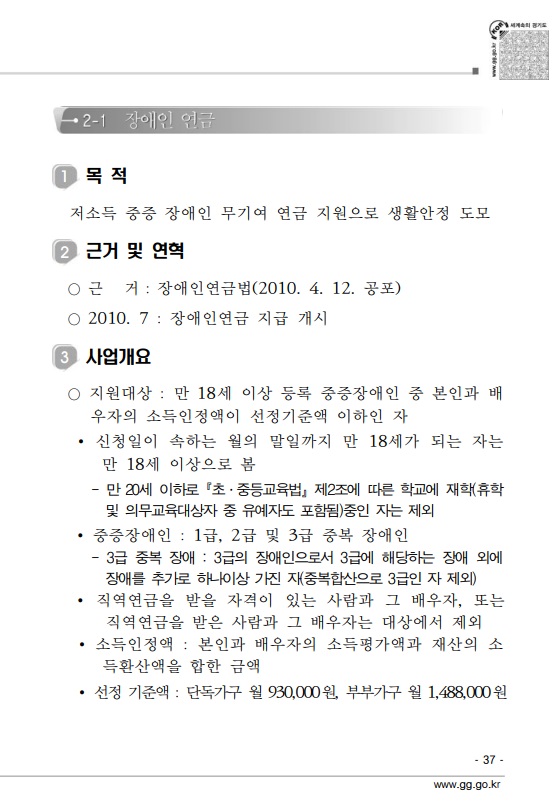 세계속의 경기도
www.gg.go.kr
2-1 장애인 연금
1 목 적
저소득 중증 장애인 무기여 연금 지원으로 생활안정 도모
2 근거 및 연혁
○ 근 거 : 장애인연금법(2010. 4. 12. 공포)
○ 2010. 7 : 장애인연금 지급 개시
3 사업개요
○ 지원대상 : 만 18세 이상 등록 중증장애인 중 본인과 배
우자의 소득인정액이 선정기준액 이하인 자
• 신청일이 속하는 월의 말일까지 만 18세가 되는 자는
만 18세 이상으로 봄
- 만 20세 이하로 『초·중등교육법』 제2조에 따른 학교에 재학(휴학
및 의무교육대상자 중 유예자도 포함됨)중인 자는 제외
• 중증장애인 : 1급, 2급 및 3급 중복 장애인
- 3급 중복 장애 : 3급의 장애인으로서 3급에 해당하는 장애 외에
장애를 추가로 하나이상 가진 자(중복합산으로 3급인 자 제외)
• 직역연금을 받을 자격이 있는 사람과 그 배우자, 또는
직역연금을 받은 사람과 그 배우자는 대상에서 제외
• 소득인정액 : 본인과 배우자의 소득평가액과 재산의 소
득환산액을 합한 금액
• 선정 기준액 : 단독가구 월 930,000원, 부부가구 월 1,488,000원
- 37 -
www.gg.go.kr